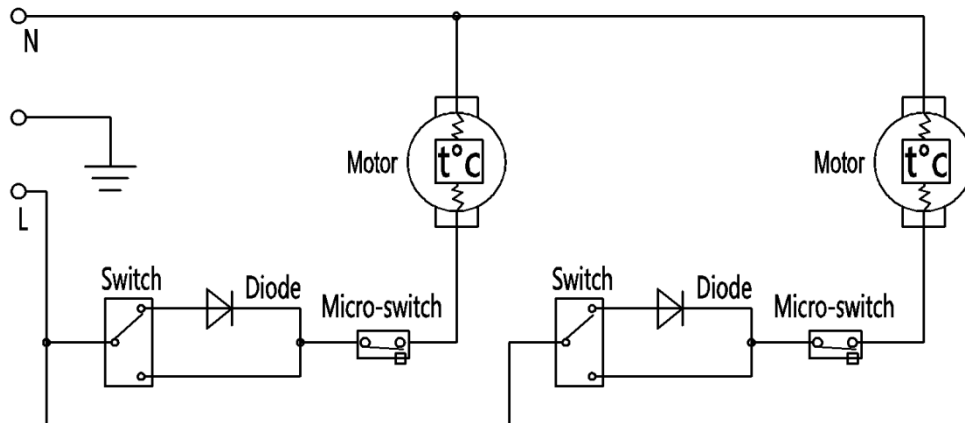 N
Motor
t°c
Motor
t°c
L
Switch
Diode
Micro-switch
Switch
Diode
Micro-switch